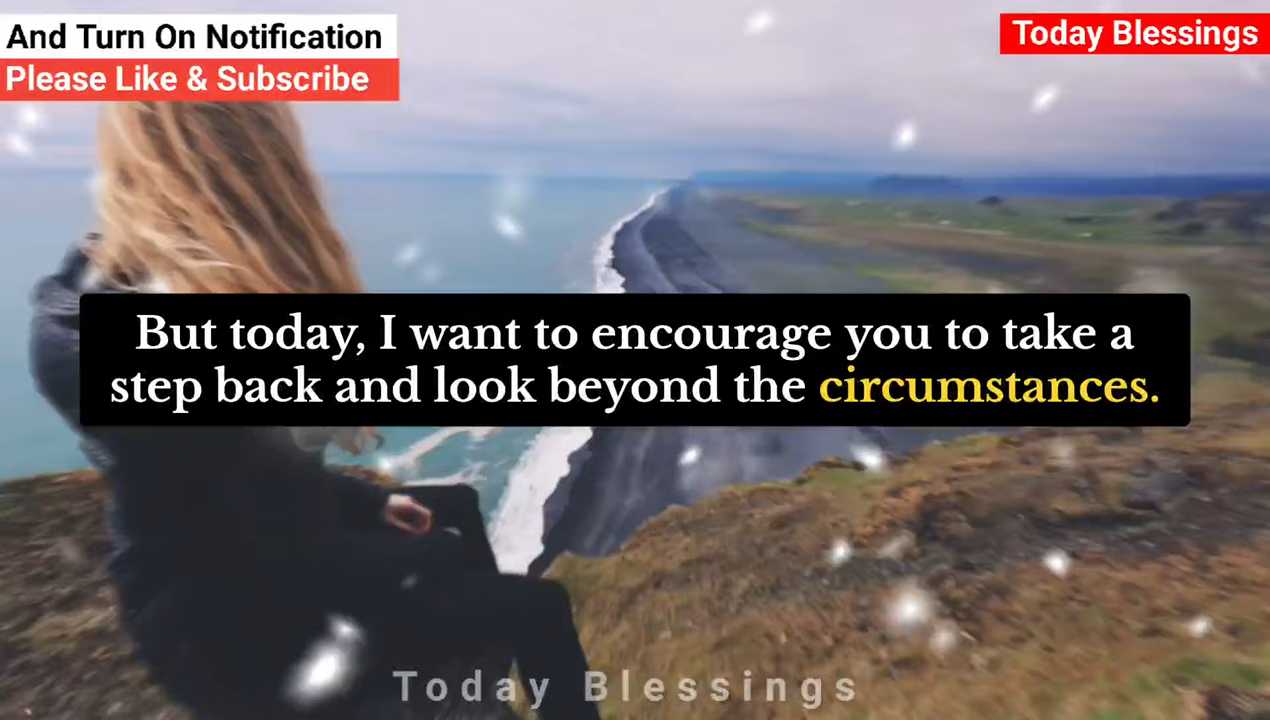 And Turn On Notification
Please Like & Subscribe
Today Blessings
But today, I want to encourage you to take a
step back and look beyond the circumstances.
Today Blessings